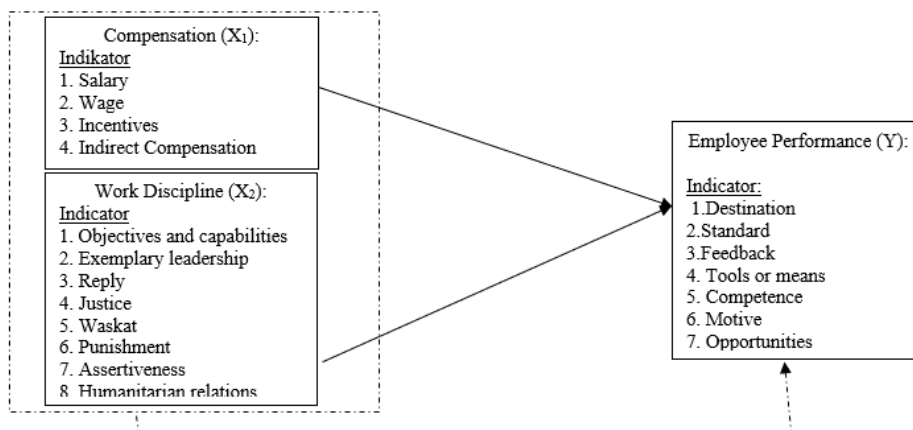 Compensation (X₁):
Indikator
1. Salary
2. Wage
3. Incentives
4. Indirect Compensation
Work Discipline (X₂):
Indicator
1. Objectives and capabilities
2. Exemplary leadership
3. Reply
4. Justice
5. Waskat
6. Punishment
7. Assertiveness
8. Humanitarian relations
Employee Performance (Y):
Indicator:
1.Destination
2.Standard
3.Feedback
4. Tools or means
5. Competence
6. Motive
7. Opportunities